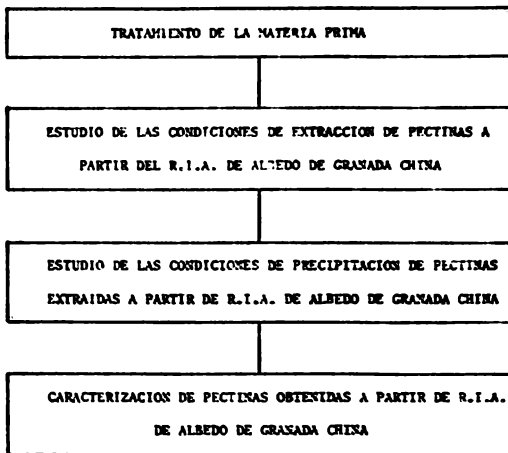 TRATAMIENTO DE LA MATERIA PRIMA
ESTUDIO DE LAS CONDICIONES DE EXTRACCION DE PECTINAS A
PARTIR DEL R.I.A. DE ALBEDO DE GRANADA CHINA
ESTUDIO DE LAS CONDICIONES DE PRECIPITACION DE PECTINAS
EXTRAIDAS A PARTIR DE R.I.A. DE ALBEDO DE GRANADA CHINA
CARACTERIZACION DE PECTINAS OBTENIDAS A PARTIR DE R.I.A.
DE ALBEDO DE GRANADA CHINA